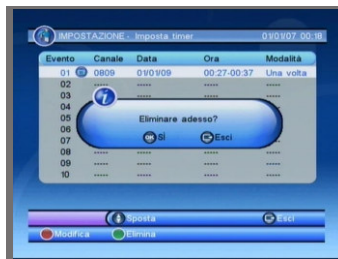 IMPOSTAZIONE - Imposta timer 01/01/07 00:18
Evento Canale Data Ora Modalità
01 0809 01/01/09 00:27-00:37 Una volta
02 ----- -----
03 -----
04 -----
05
06
07
08 ----- ----- ----- -----
09 ----- ----- ----- -----
10 ----- ----- ----- -----
Eliminare adesso?
OK Sì Esci
Sposta Esci
Modifica Elimina